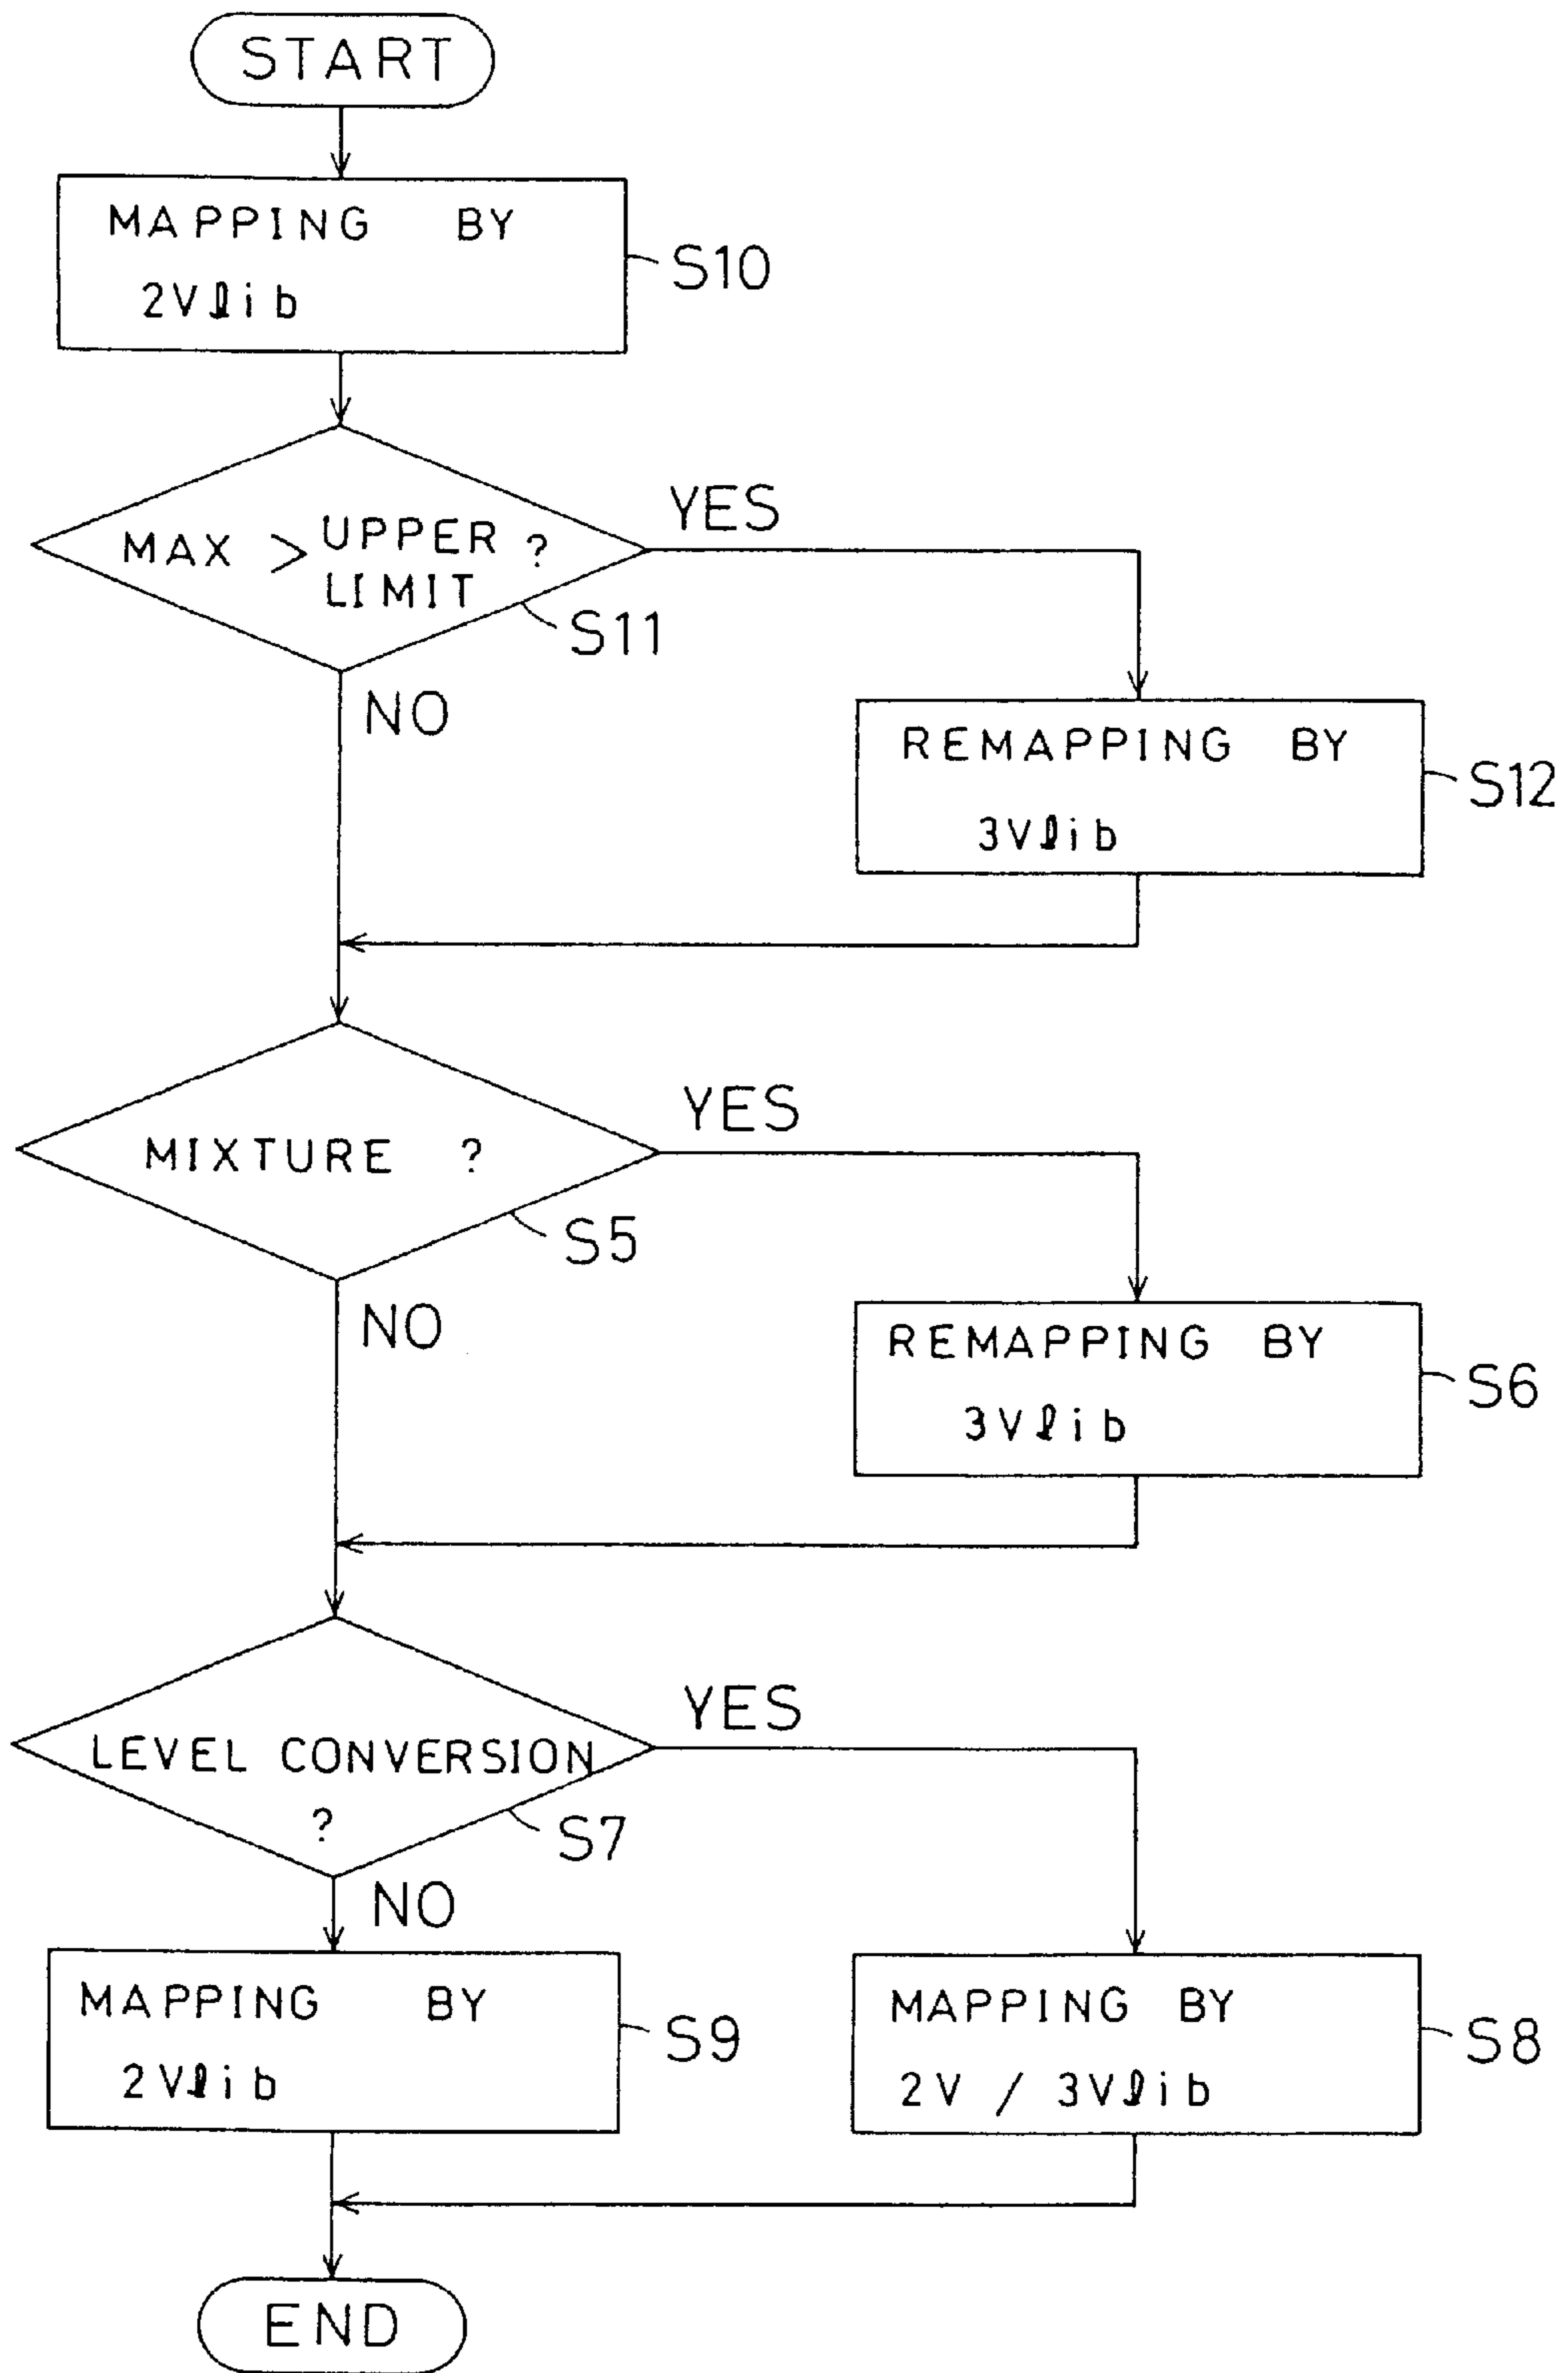 START
MAPPING BY
2Vlib
S10
MAX > UPPER LIMIT ?
YES
S11
NO
REMAPPING BY
3Vlib
S12
MIXTURE ?
YES
S5
NO
REMAPPING BY
3Vlib
S6
LEVEL CONVERSION
?
YES
S7
NO
MAPPING BY
2Vlib
S9
MAPPING BY
2V / 3Vlib
S8
END